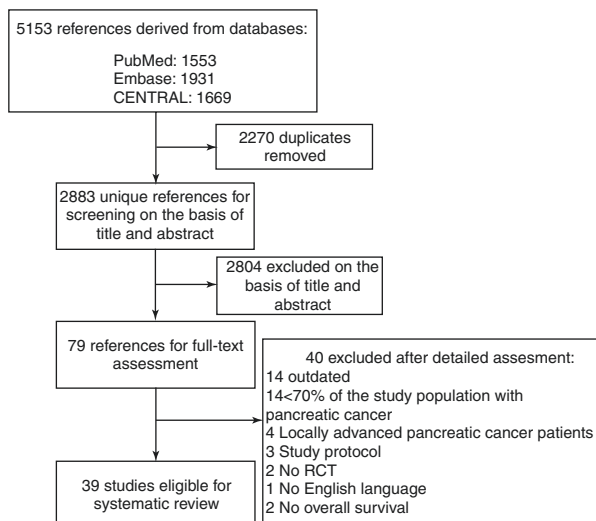 5153 references derived from databases:
PubMed: 1553
Embase: 1931
CENTRAL: 1669
2270 duplicates
removed
2883 unique references for
screening on the basis of
title and abstract
2804 excluded on the
basis of title and
abstract
79 references for full-text
assessment
40 excluded after detailed assesment:
14 outdated
14<70% of the study population with
pancreatic cancer
4 Locally advanced pancreatic cancer patients
3 Study protocol
2 No RCT
1 No English language
2 No overall survival
39 studies eligible for
systematic review